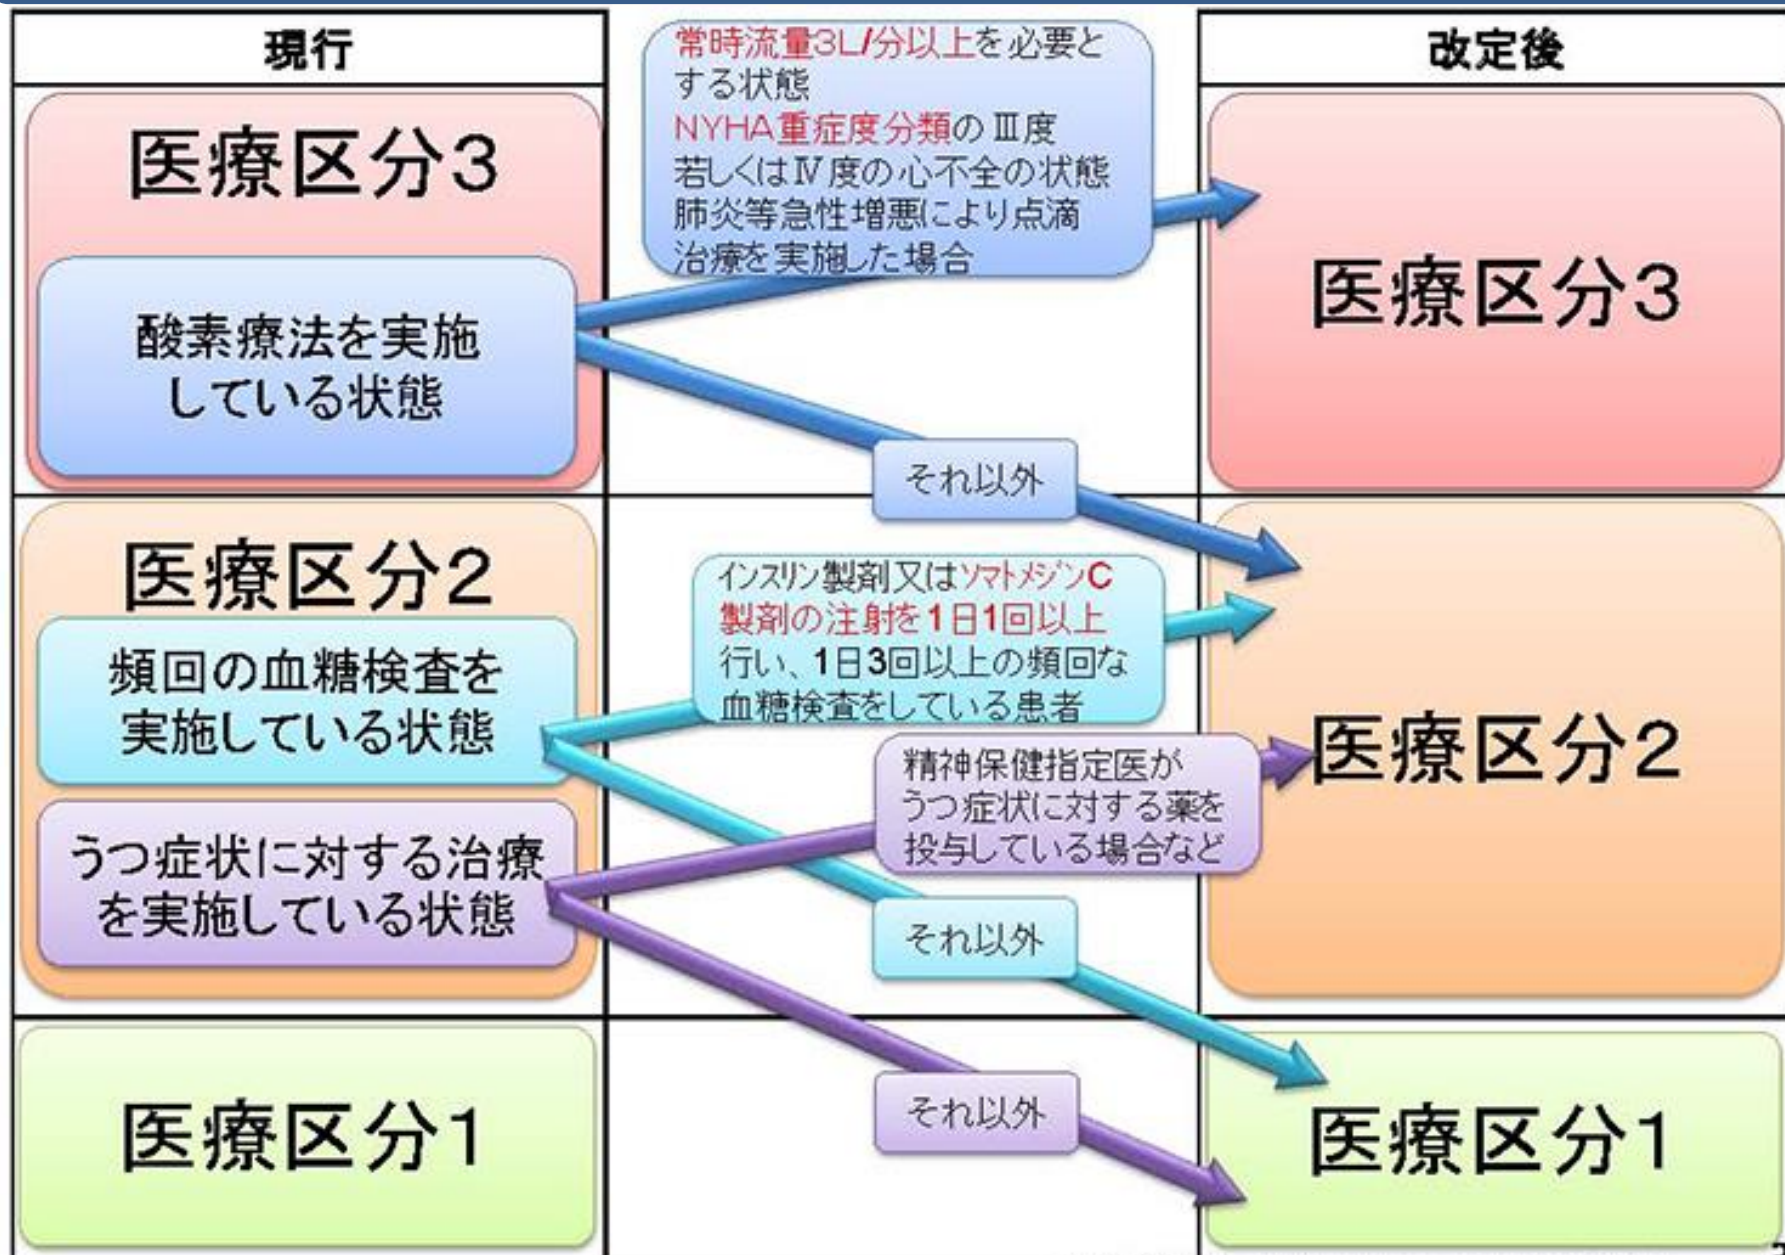 現行
医療区分3
酸素療法を実施
している状態
医療区分2
頻回の血糖検査を
実施している状態
うつ症状に対する治療
を実施している状態
医療区分1
常時流量3L/分以上を必要と
する状態
NYHA重症度分類のⅢ度
若しくはⅣ度の心不全の状態
肺炎等急性増悪により点滴
治療を実施した場合
それ以外
インスリン製剤又はソマトメジンC
製剤の注射を1日1回以上
行い、1日3回以上の頻回な
血糖検査をしている患者
精神保健指定医が
うつ症状に対する薬を
投与している場合など
それ以外
それ以外
改定後
医療区分3
医療区分2
医療区分1